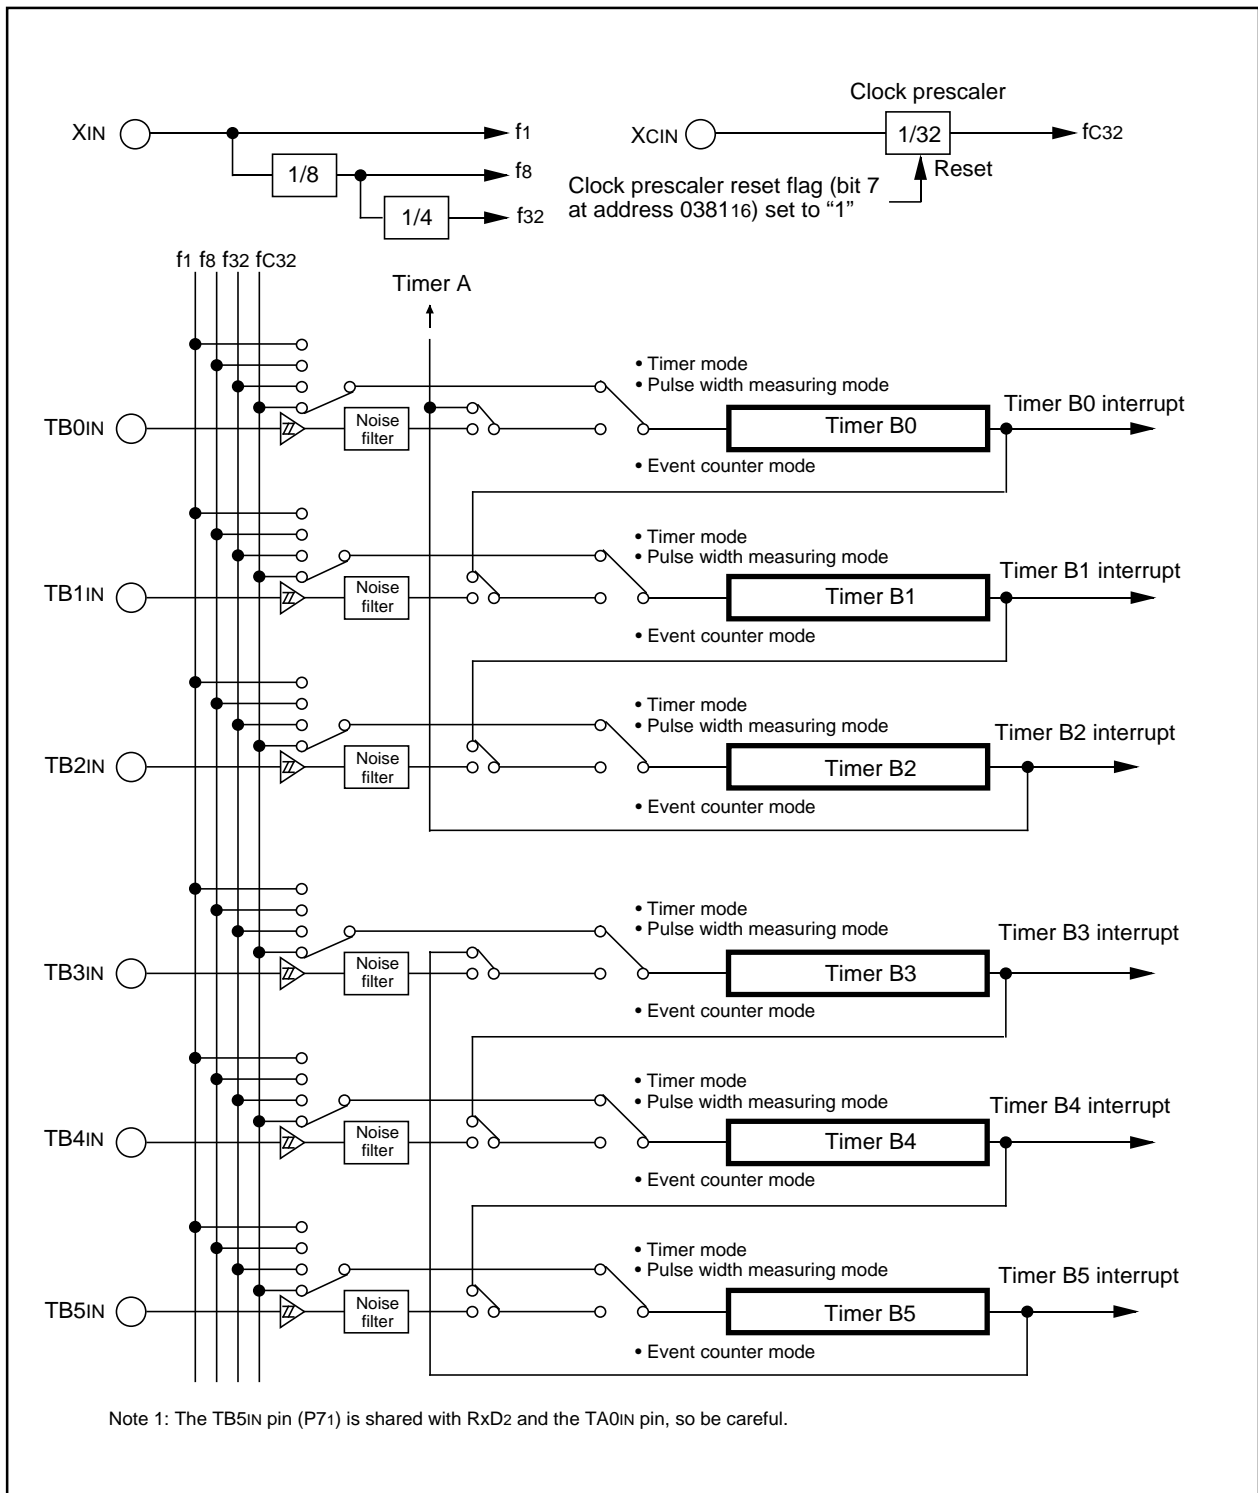 Clock prescaler
XIN
f1
XCIN
1/32
fC32
1/8
f8
Reset
Clock prescaler reset flag (bit 7
at address 038116) set to “1”
1/4
f32
f1 f8 f32 fC32
Timer A
• Timer mode
• Pulse width measuring mode
TB0IN
Noise
filter
Timer B0
Timer B0 interrupt
• Event counter mode
• Timer mode
• Pulse width measuring mode
TB1IN
Noise
filter
Timer B1
Timer B1 interrupt
• Event counter mode
• Timer mode
• Pulse width measuring mode
TB2IN
Noise
filter
Timer B2
Timer B2 interrupt
• Event counter mode
• Timer mode
• Pulse width measuring mode
TB3IN
Noise
filter
Timer B3
Timer B3 interrupt
• Event counter mode
• Timer mode
• Pulse width measuring mode
TB4IN
Noise
filter
Timer B4
Timer B4 interrupt
• Event counter mode
• Timer mode
• Pulse width measuring mode
TB5IN
Noise
filter
Timer B5
Timer B5 interrupt
• Event counter mode
Note 1: The TB5IN pin (P71) is shared with RxD2 and the TA0IN pin, so be careful.